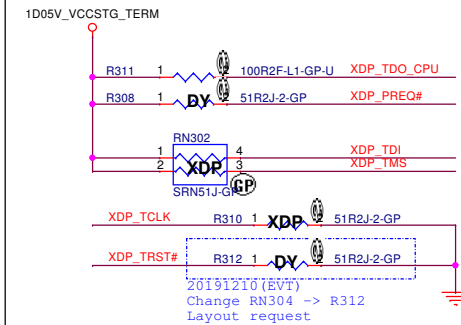 1D05V_VCCSTG_TERM
R311 1 2 100R2F-L1-GP-U XDP_TDO_CPU
R308 1 DY 2 51R2J-2-GP XDP_PREQ#
RN302
1 4 XDP_TDI
2 XDP 3 XDP_TMS
SRN51J-GP GP
XDP_TCLK R310 1 XDP 2 51R2J-2-GP
XDP_TRST# R312 1 DY 2 51R2J-2-GP
20191210(EVT)
Change RN304 -> R312
Layout request